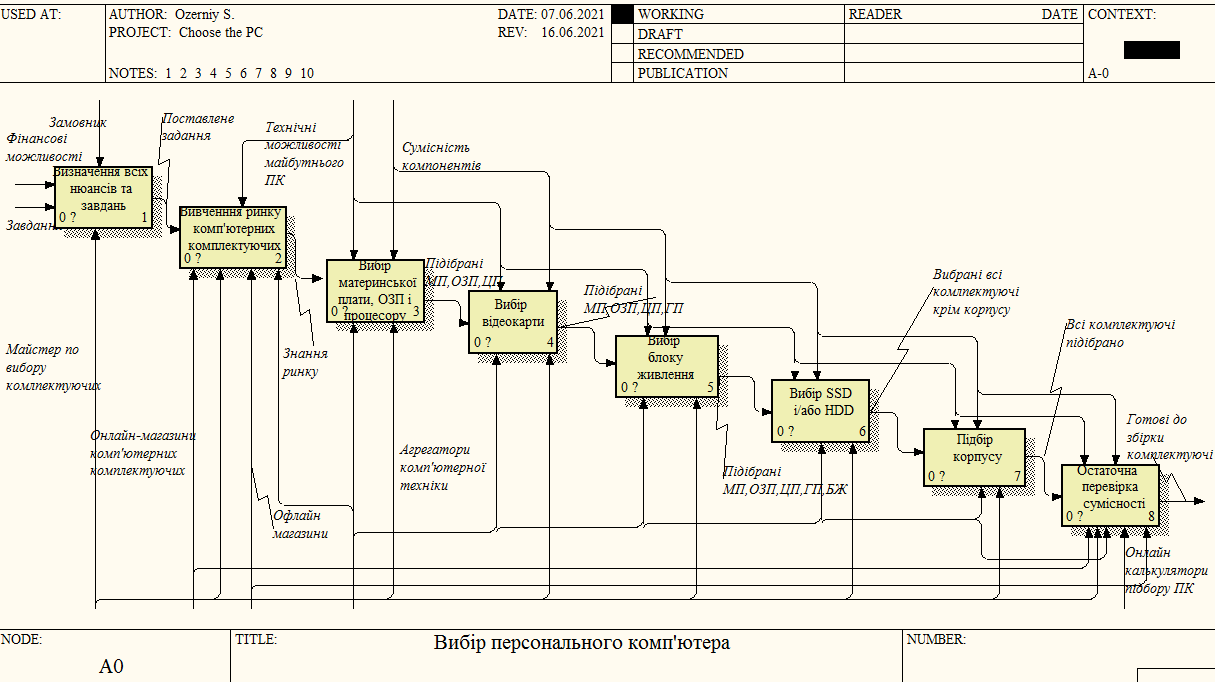 USED AT:
AUTHOR: Ozerniy S.
DATE: 07.06.2021
PROJECT: Choose the PC
REV: 16.06.2021
NOTES: 1 2 3 4 5 6 7 8 9 10
WORKING
DRAFT
RECOMMENDED
PUBLICATION
READER
DATE
CONTEXT:
A-0
Замовник
Фінансові
можливості
Завдання
Поставлене
задання
Технічні
можливості
майбутнього
ПК
Сумісність
компонентів
Визначення всіх
нюансів та
завдань
0 ?
1
Вивченння ринку
комп'ютерних
комплектуючих
0 ?
2
Вибір
материнської
плати, ОЗП і
процесору
0 ?
3
Підібрані
МП,ОЗП,ЦП
Вибір
відеокарти
0 ?
4
Підібрані
МП,ОЗП,ЦП,ГП
Вибір
блоку
живлення
0 ?
5
Вибір SSD
і/або HDD
0 ?
6
Вибрані всі
комлпектуючі
крім корпусу
Підбір
корпусу
0 ?
7
Всі комплектуючі
підібрано
Остаточна
перевірка
сумісності
0 ?
8
Готові до
збірки
комплектуючі
Знання
ринку
Майстер по
вибору
комлпектуючих
Онлайн-магазини
комп'ютерних
комплектуючих
Офлайн
магазини
Агрегатори
комп'ютерної
техніки
Підібрані
МП,ОЗП,ЦП,ГП,БЖ
Онлайн
калькулятори
підбору ПК
NODE:
A0
TITLE:
Вибір персонального комп'ютера
NUMBER: